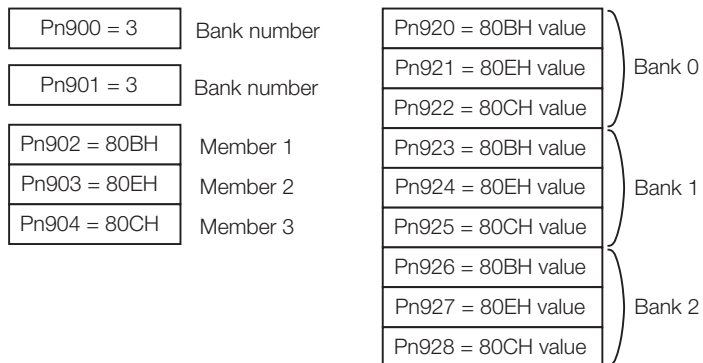 Pn900 = 3 Bank number
Pn901 = 3 Bank number
Pn902 = 80BH Member 1
Pn903 = 80EH Member 2
Pn904 = 80CH Member 3
Pn920 = 80BH value
Pn921 = 80EH value
Pn922 = 80CH value
Bank 0
Pn923 = 80BH value
Pn924 = 80EH value
Pn925 = 80CH value
Bank 1
Pn926 = 80BH value
Pn927 = 80EH value
Pn928 = 80CH value
Bank 2